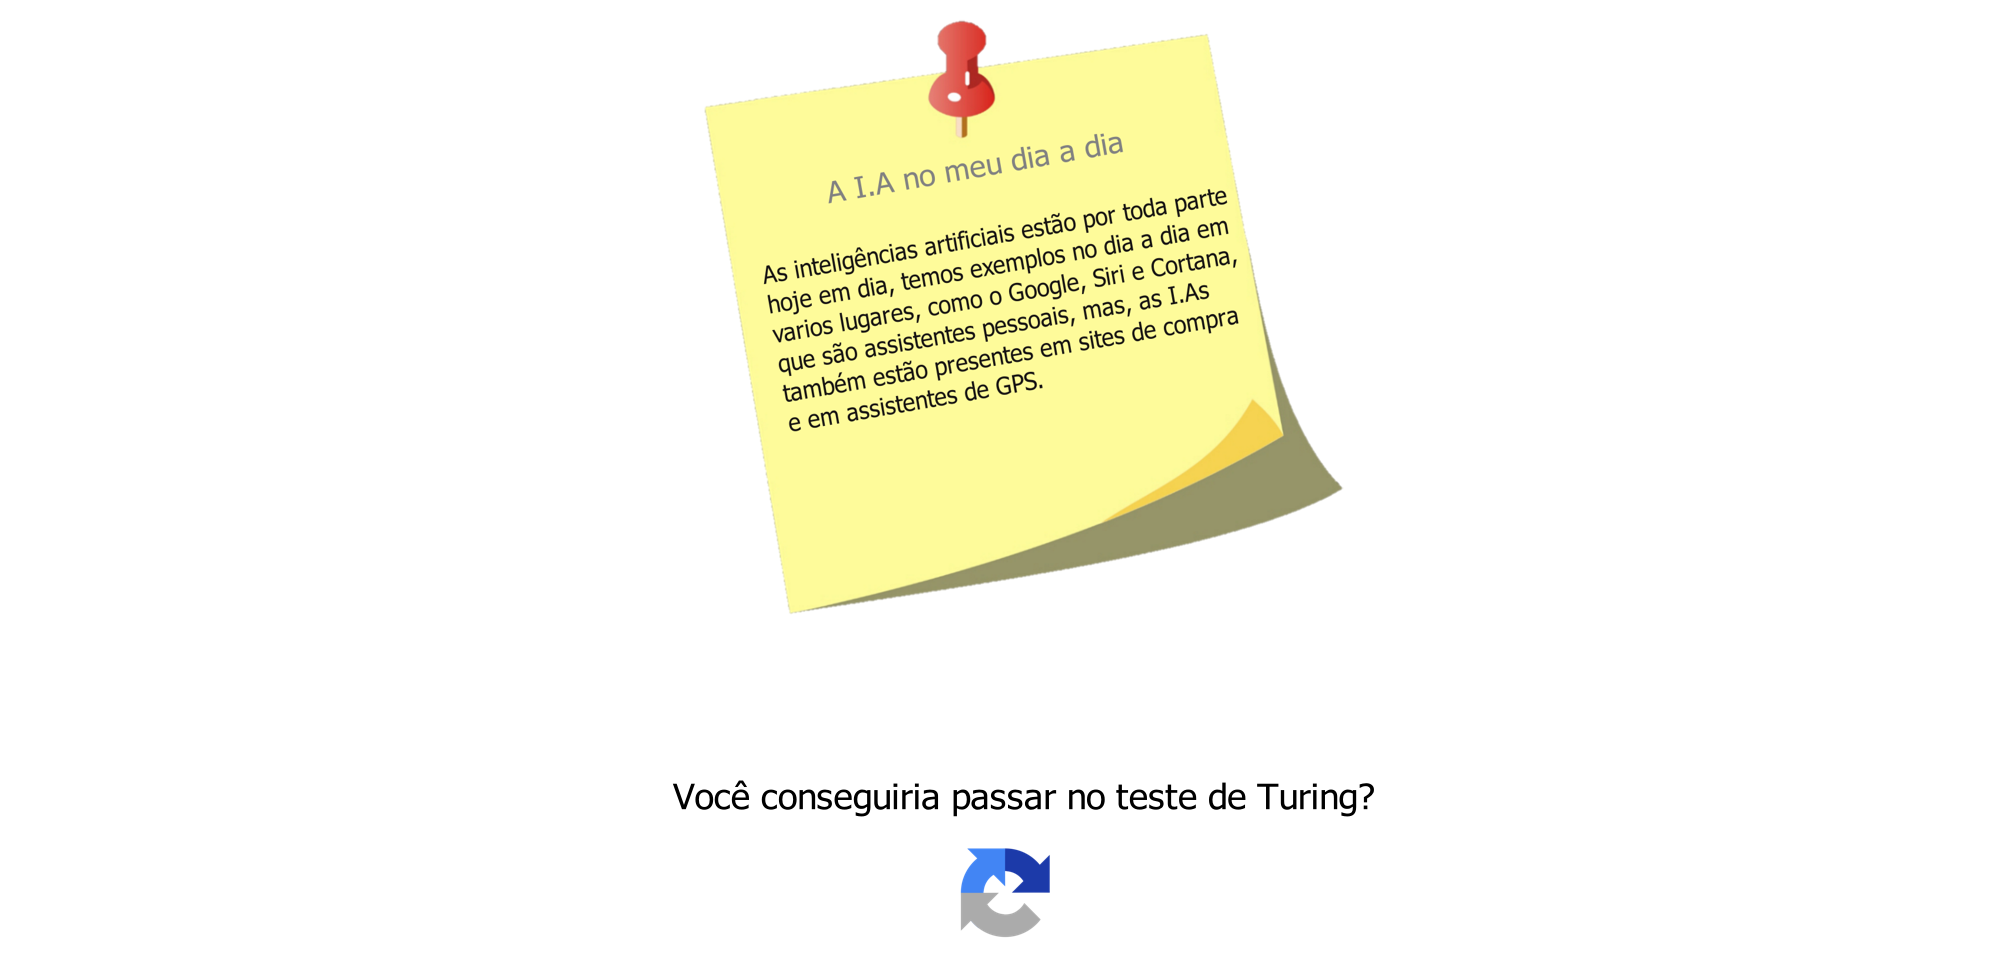 A I.A no meu dia a dia
As inteligências artificiais estão por toda parte
hoje em dia, temos exemplos no dia a dia em
varios lugares, como o Google, Siri e Cortana,
que são assistentes pessoais, mas, as I.As
também estão presentes em sites de compra
e em assistentes de GPS.
Você conseguiria passar no teste de Turing?